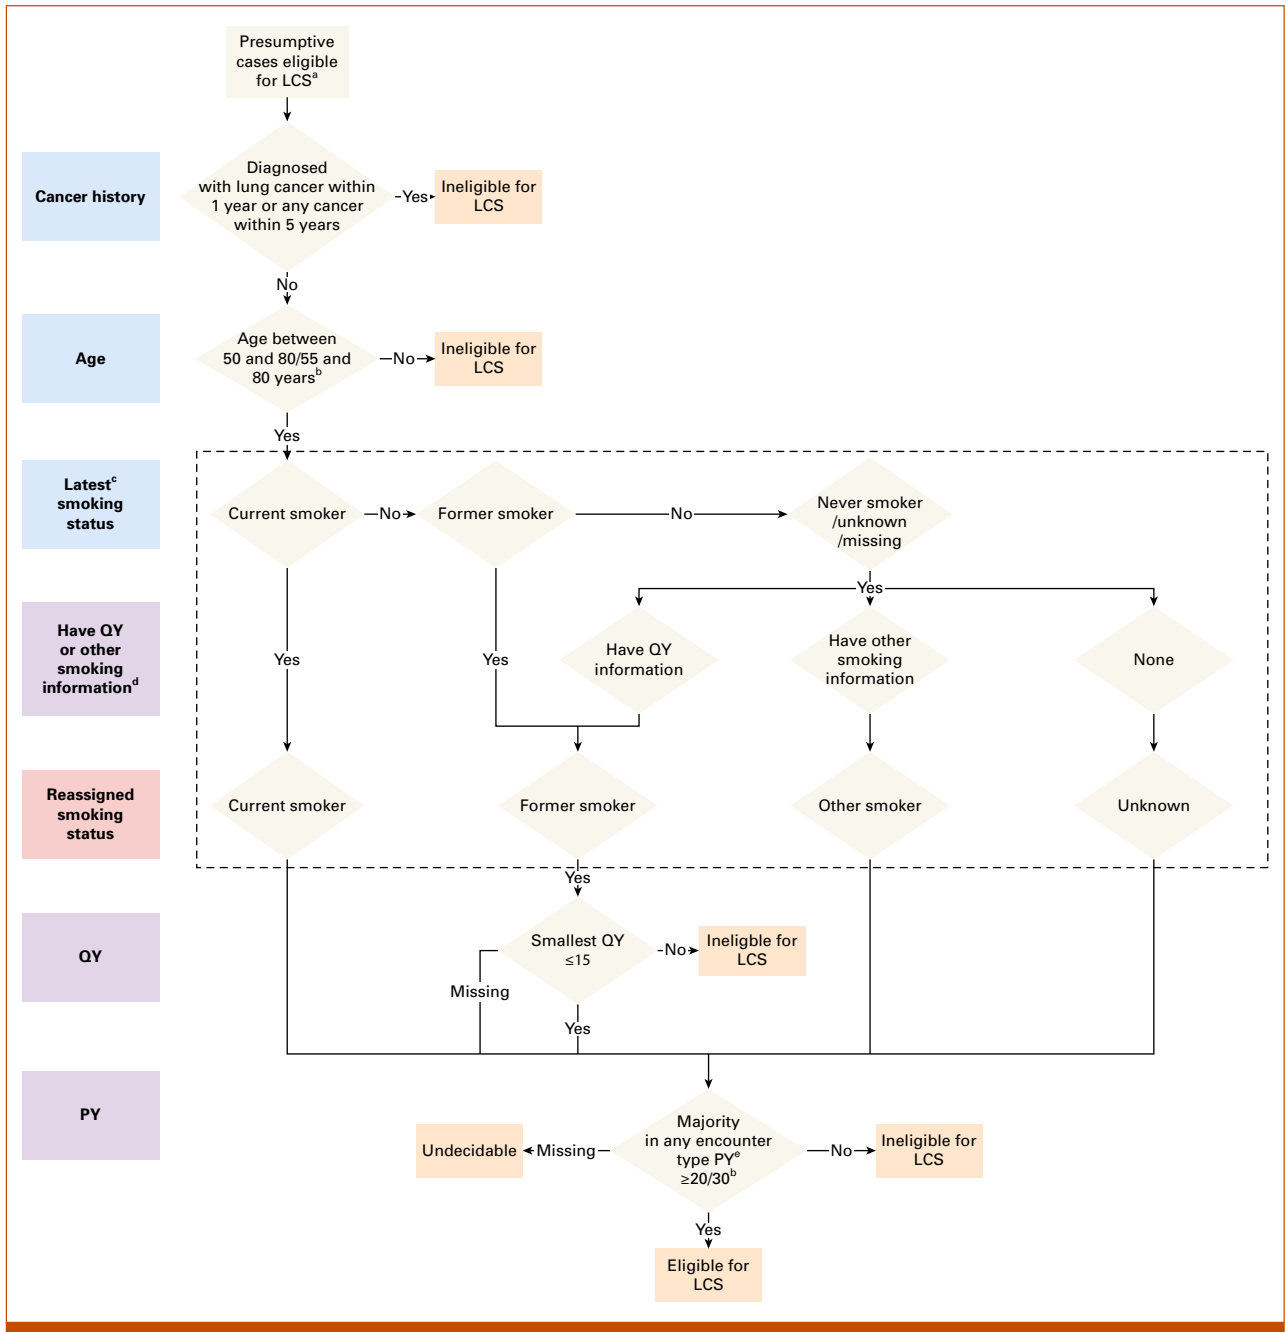 Presumptive
cases eligible
for LCSa
Cancer history
Diagnosed
with lung cancer within
1 year or any cancer
within 5 years
Yes
Ineligible for
LCS
No
Age
Age between
50 and 80/55 and
80 yearsb
No
Ineligible for
LCS
Yes
Latestc
smoking
status
Current smoker
No
Former smoker
No
Never smoker
/unknown
/missing
Yes
Have QY
or other
smoking
informationd
Yes
Yes
Have QY
information
Have other
smoking
information
None
Reassigned
smoking
status
Current smoker
Former smoker
Other smoker
Unknown
Yes
QY
Smallest QY
≤15
No
Ineligble for
LCS
Missing
Yes
PY
Majority
in any encounter
type PYe
≥20/30b
Missing
Undecidable
No
Ineligible for
LCS
Yes
Eligible for
LCS